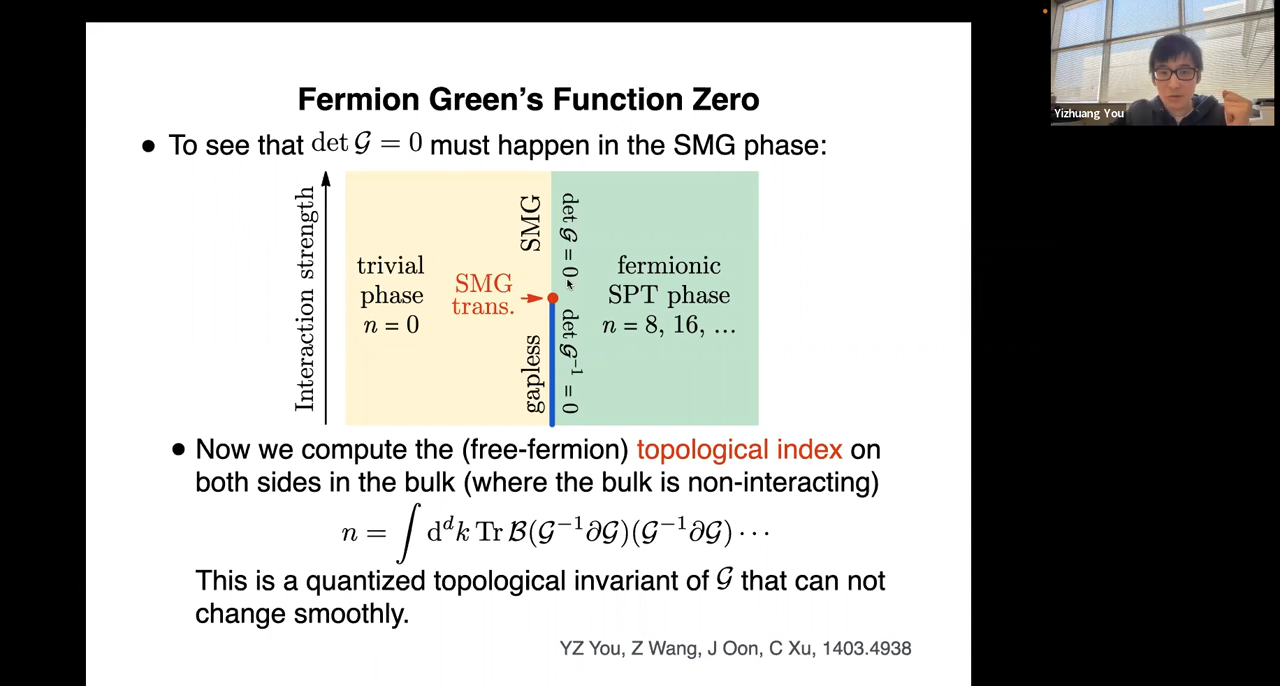 Fermion Green's Function Zero
• To see that det 𝒢 = 0 must happen in the SMG phase:
Interaction strength
trivial
phase
n = 0
SMG
trans.
SMG
gapless
det 𝒢 = 0
det 𝒢⁻¹ = 0
fermionic
SPT phase
n = 8, 16, ...
• Now we compute the (free-fermion) topological index on
both sides in the bulk (where the bulk is non-interacting)
n = ∫ dᵈk Tr ℬ(𝒢⁻¹∂𝒢)(𝒢⁻¹∂𝒢) ⋯
This is a quantized topological invariant of 𝒢 that can not
change smoothly.
YZ You, Z Wang, J Oon, C Xu, 1403.4938
Yizhuang You